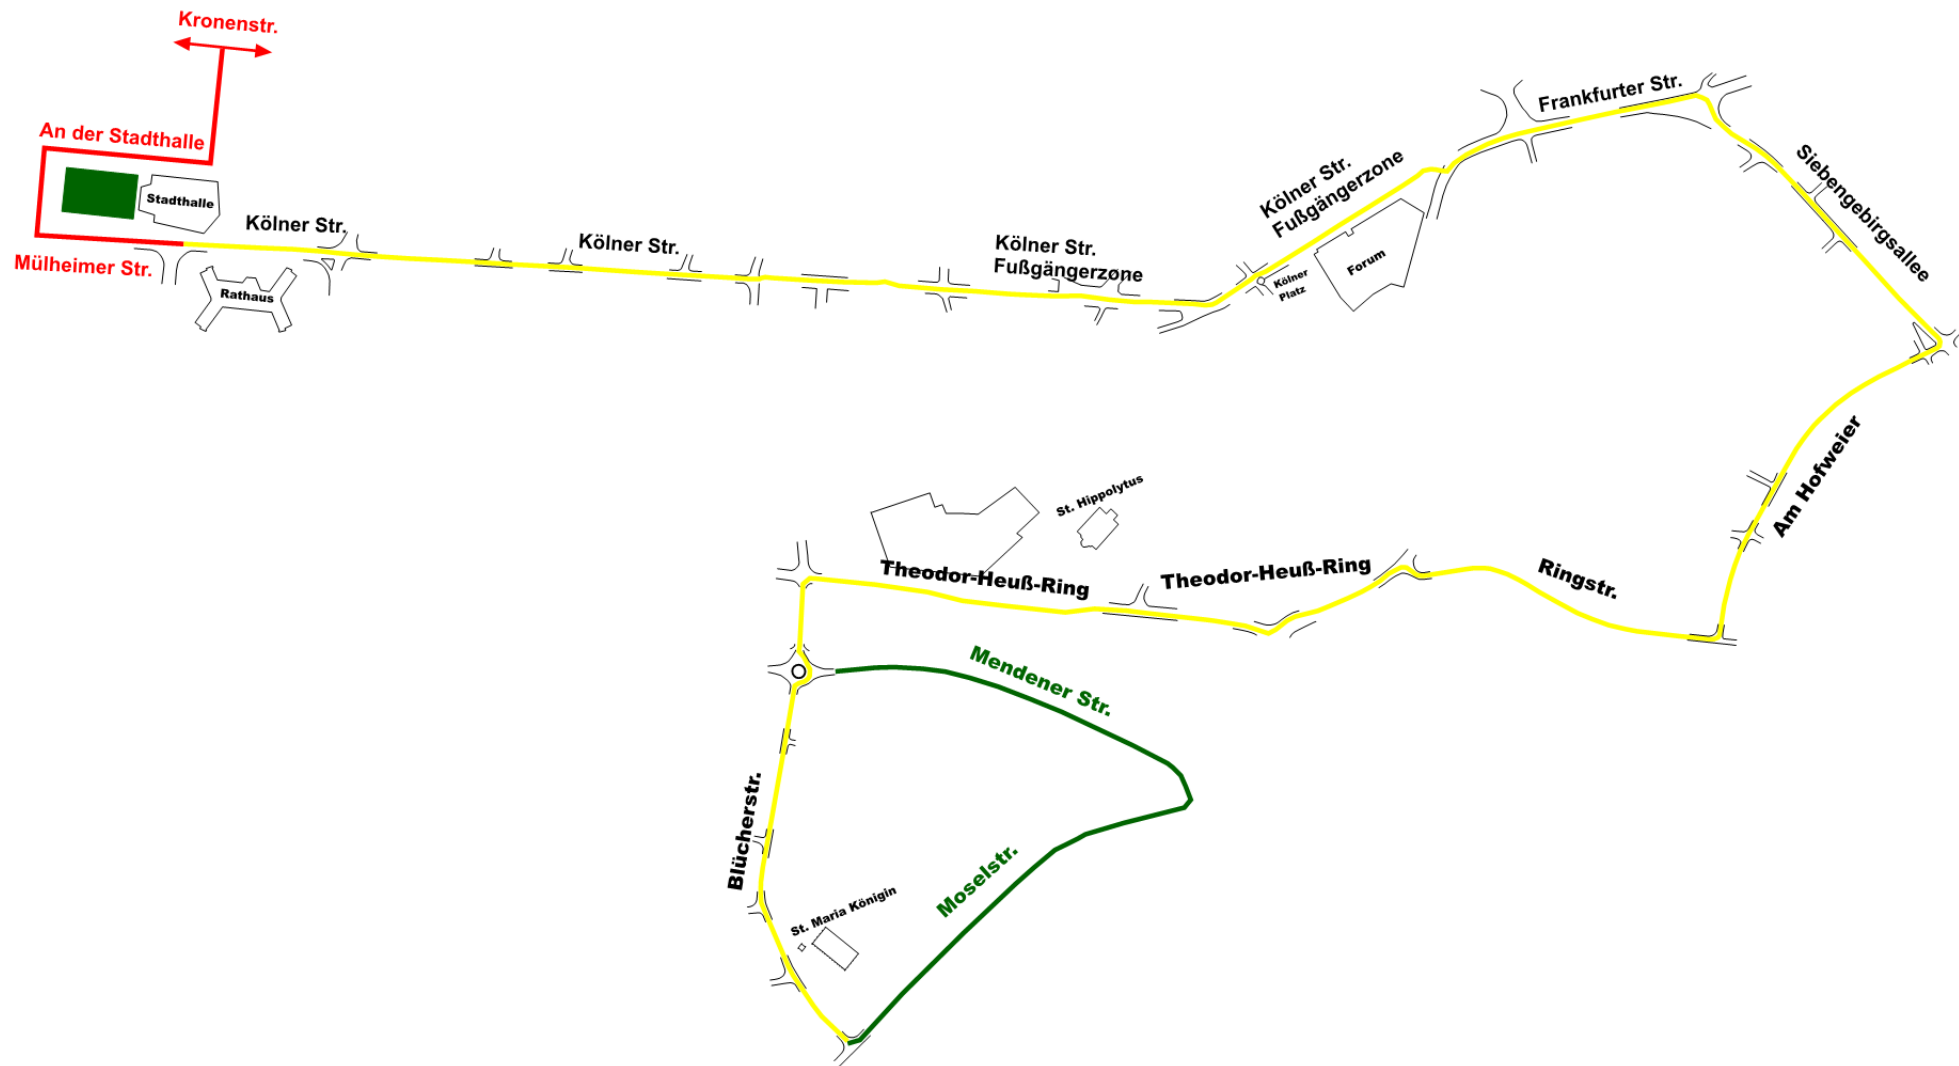 Kronenstr.
An der Stadthalle
Stadthalle
Mülheimer Str.
Rathaus
Kölner Str.
Kölner Str.
Kölner Str.
Fußgängerzone
Kölner Str.
Fußgängerzone
Kölner
Platz
Forum
Frankfurter Str.
Siebengebirgsallee
Am Hofweier
Ringstr.
Theodor-Heuß-Ring
St. Hippolytus
Theodor-Heuß-Ring
Mendener Str.
Blücherstr.
St. Maria Königin
Moselstr.